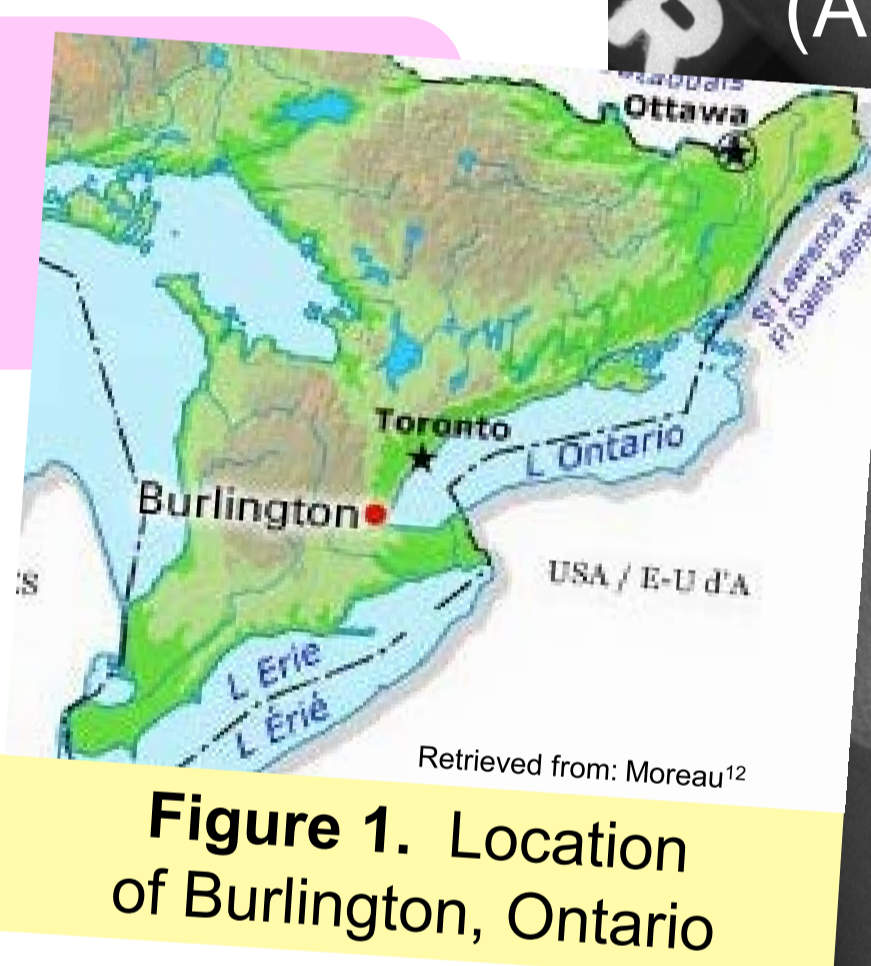 (A
Ottawa
St Lawrence R
Fl Saint-Laurent
Toronto
L Ontario
Burlington
USA / E-U d'A
L Erie
L Érié
Retrieved from: Moreau¹²
Figure 1. Location
of Burlington, Ontario